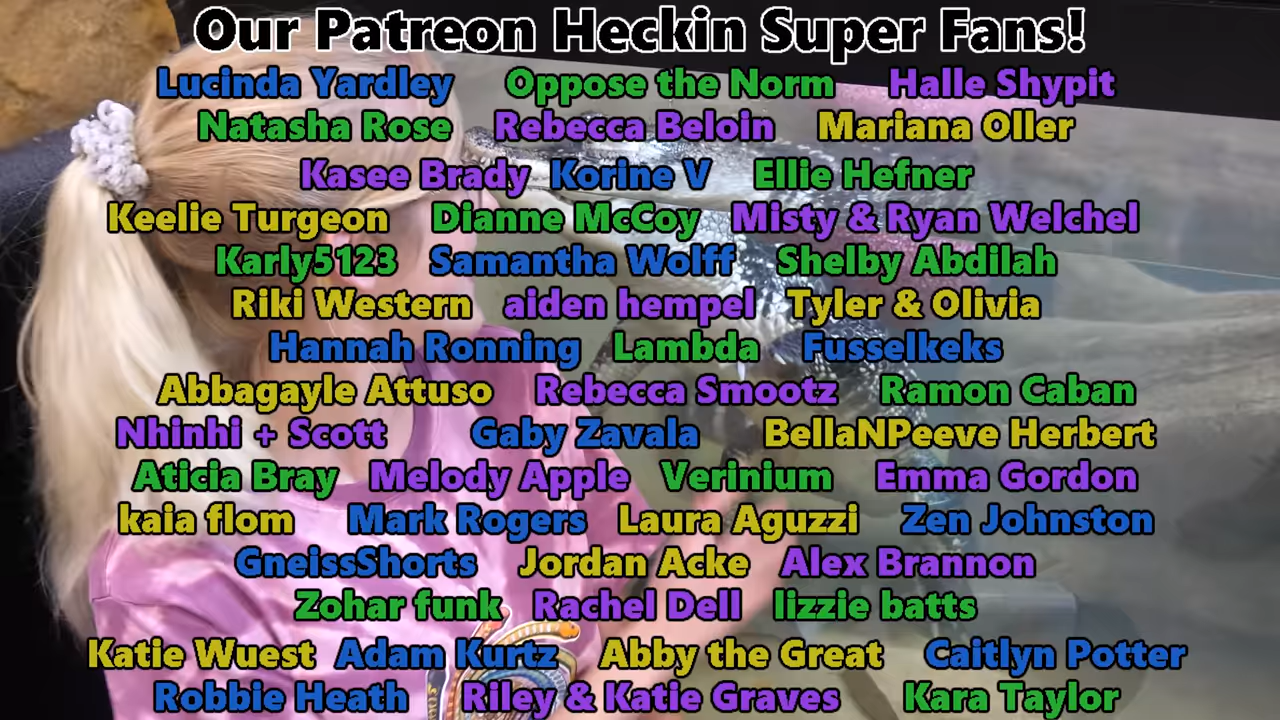 Our Patreon Heckin Super Fans!
Lucinda Yardley Oppose the Norm Halle Shypit
Natasha Rose Rebecca Beloin Mariana Oller
Kasee Brady Korine V Ellie Hefner
Keelie Turgeon Dianne McCoy Misty & Ryan Welchel
Karly5123 Samantha Wolff Shelby Abdilah
Riki Western aiden hempel Tyler & Olivia
Hannah Ronning Lambda Fusselkeks
Abbagayle Attuso Rebecca Smootz Ramon Caban
Nhinhi + Scott Gaby Zavala BellaNPeeve Herbert
Aticia Bray Melody Apple Verinium Emma Gordon
kaia flom Mark Rogers Laura Aguzzi Zen Johnston
GneissShorts Jordan Acke Alex Brannon
Zohar funk Rachel Dell lizzie batts
Katie Wuest Adam Kurtz Abby the Great Caitlyn Potter
Robbie Heath Riley & Katie Graves Kara Taylor